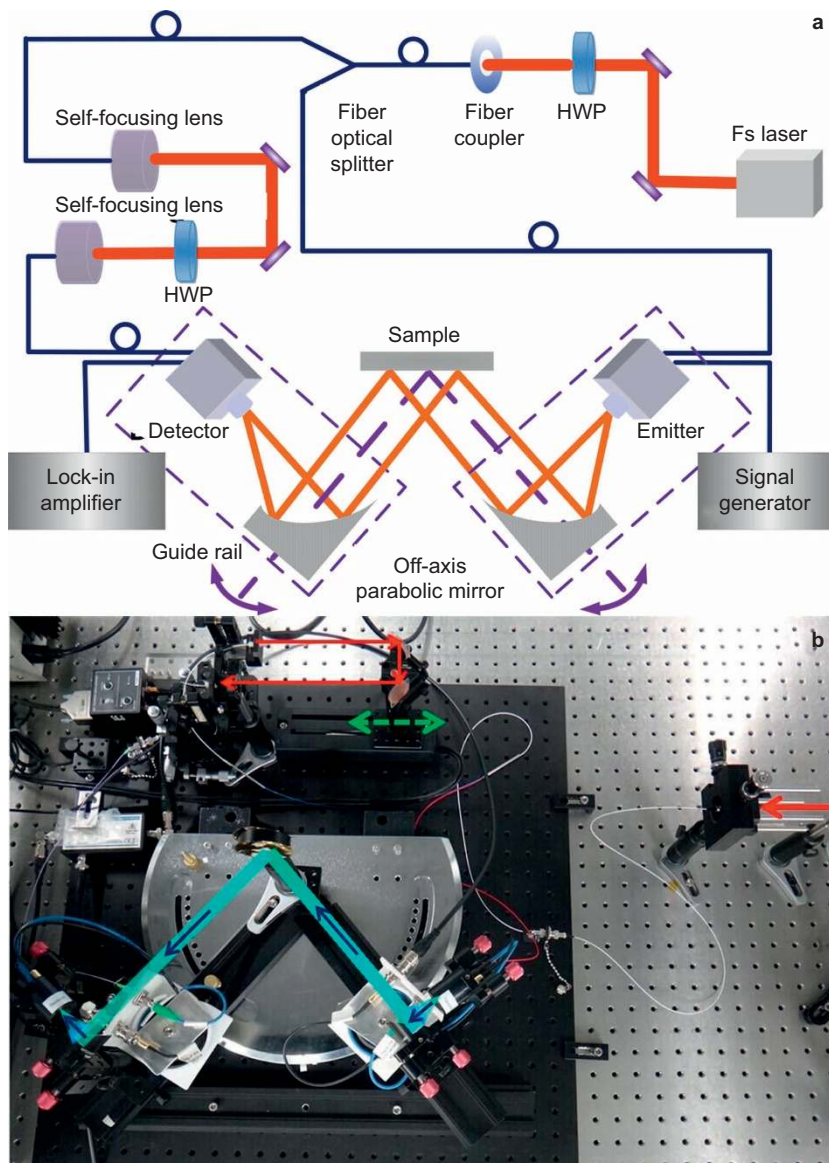 a
Self-focusing lens
Fiber
optical
splitter
Fiber
coupler
HWP
Fs laser
Self-focusing lens
HWP
Sample
Detector
Emitter
Lock-in
amplifier
Signal
generator
Guide rail
Off-axis
parabolic mirror
b